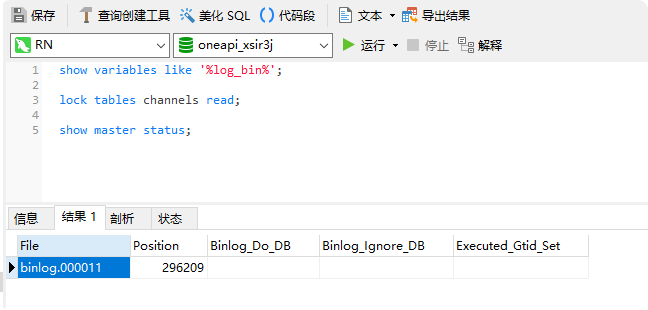 保存 查询创建工具 美化 SQL 代码段 文本 导出结果
RN oneapi_xsir3j 运行 停止 解释
1 show variables like '%log_bin%';
2
3 lock tables channels read;
4
5 show master status;
信息 结果 1 剖析 状态
File Position Binlog_Do_DB Binlog_Ignore_DB Executed_Gtid_Set
binlog.000011 296209